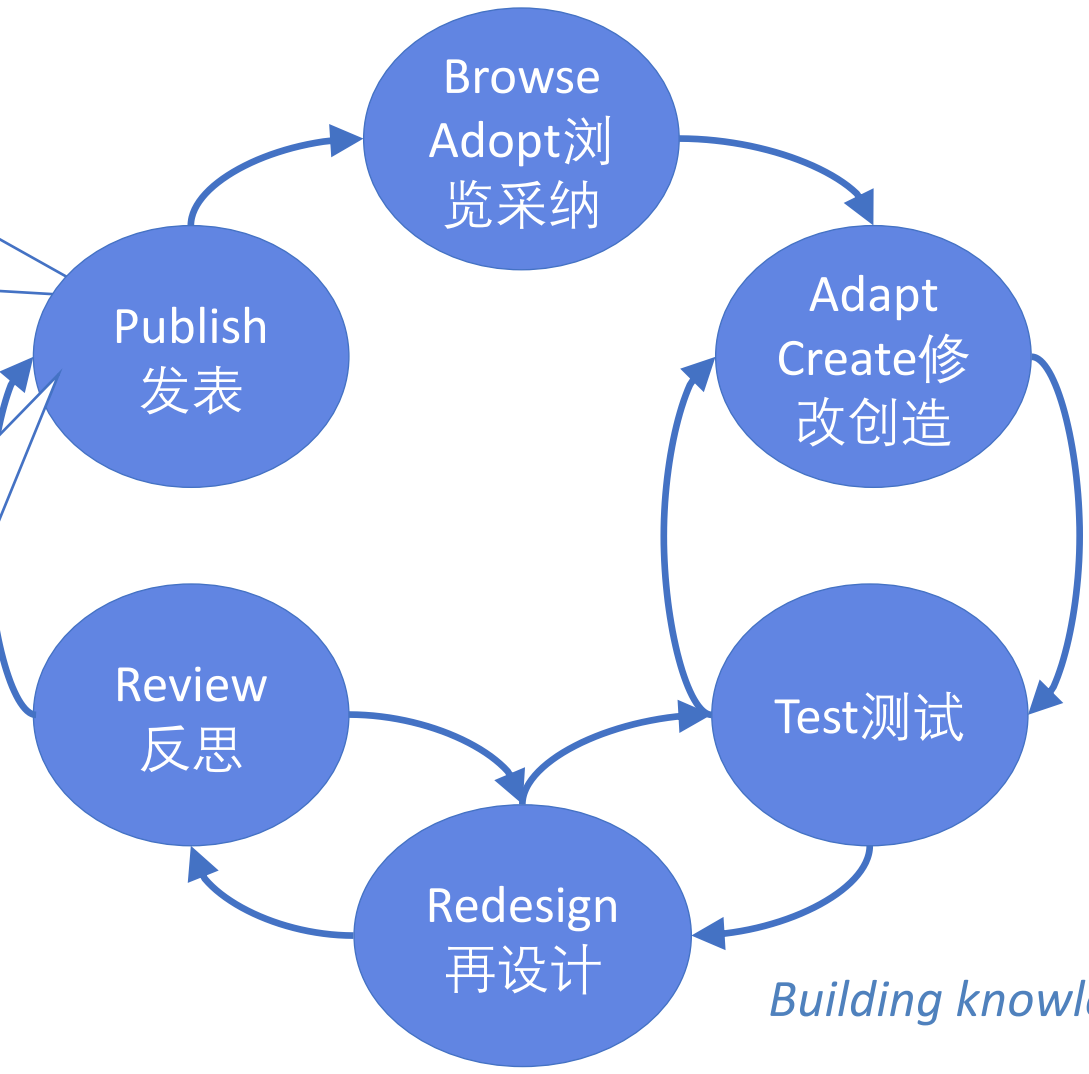 Browse
Adopt浏
览采纳
Publish
发表
Adapt
Create修
改创造
Review
反思
Test测试
Redesign
再设计
Building knowl